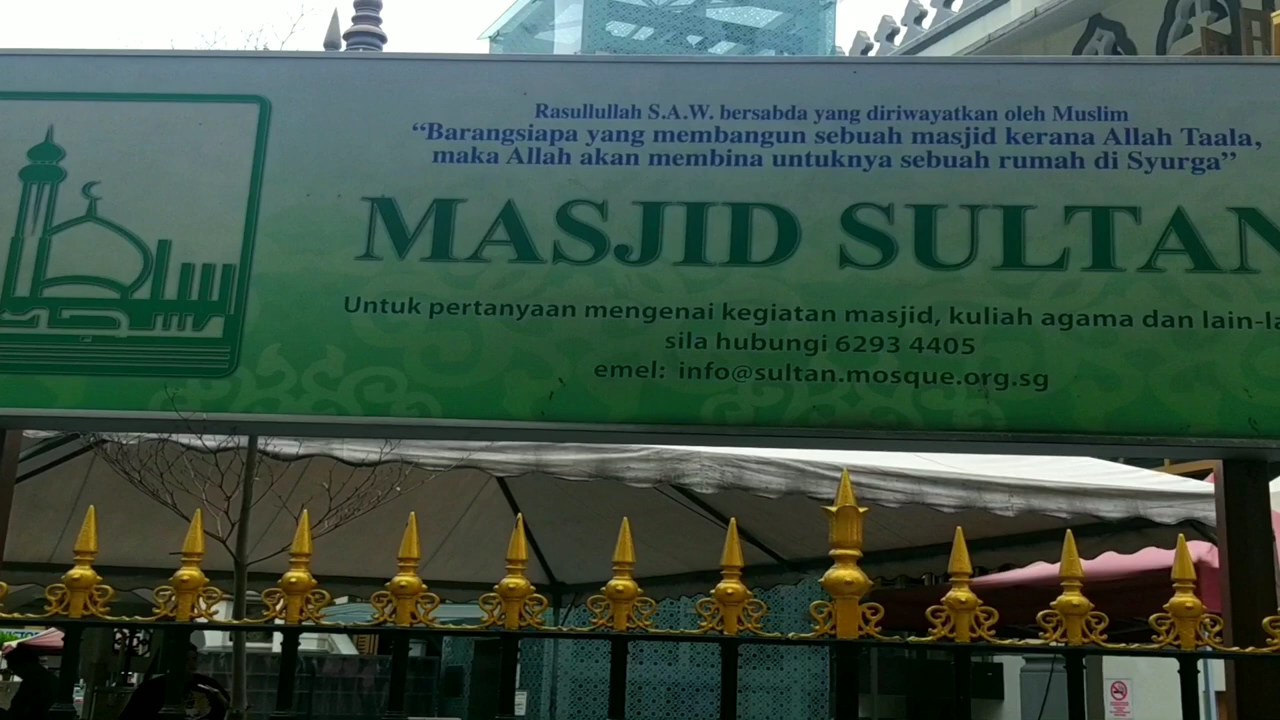 Rasullullah S.A.W. bersabda yang diriwayatkan oleh Muslim
“Barangsiapa yang membangun sebuah masjid kerana Allah Taala,
maka Allah akan membina untuknya sebuah rumah di Syurga”
MASJID SULTAN
Untuk pertanyaan mengenai kegiatan masjid, kuliah agama dan lain-la
sila hubungi 6293 4405
emel: info@sultan.mosque.org.sg